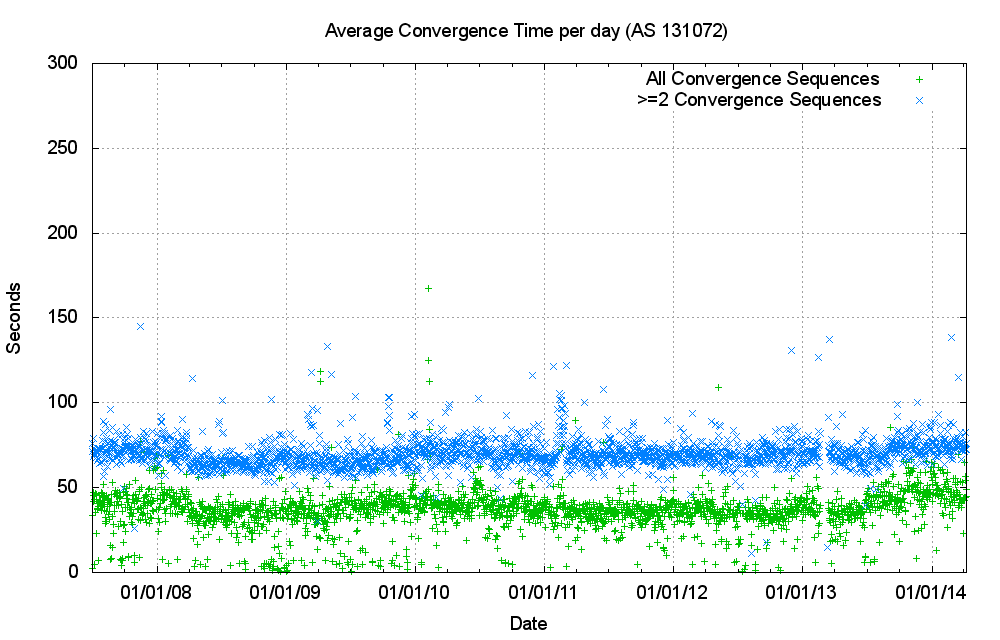 Average Convergence Time per day (AS 131072)
All Convergence Sequences
>=2 Convergence Sequences
300
250
200
150
100
50
0
Seconds
01/01/08 01/01/09 01/01/10 01/01/11 01/01/12 01/01/13 01/01/14
Date